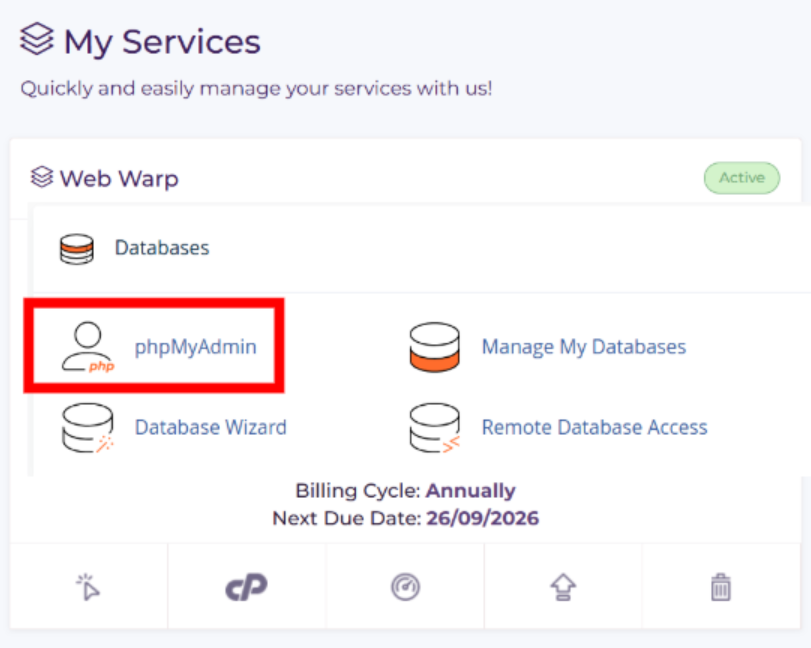 My Services
Quickly and easily manage your services with us!
Web Warp
Active
Databases
php
phpMyAdmin
Manage My Databases
Database Wizard
Remote Database Access
Billing Cycle: Annually
Next Due Date: 26/09/2026
cP